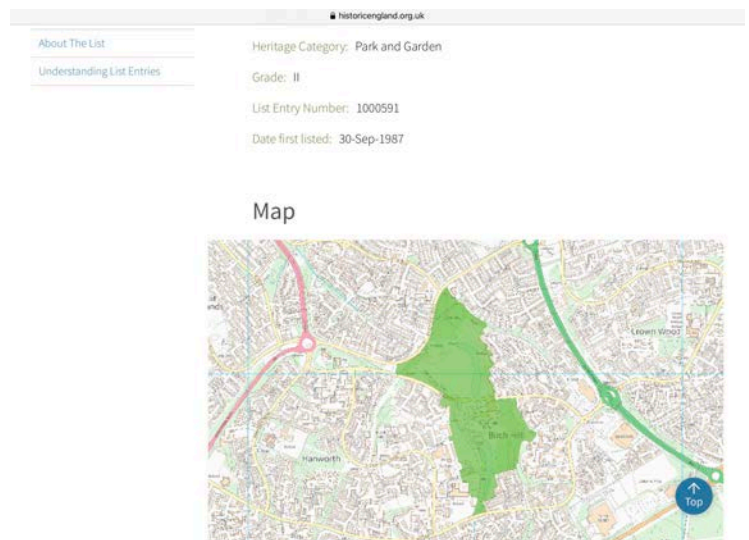 historicengland.org.uk
About The List
Understanding List Entries
Heritage Category: Park and Garden
Grade: II
List Entry Number: 1000591
Date first listed: 30-Sep-1987
Map
Crown Wood
Birch Hill
Hanworth
Top